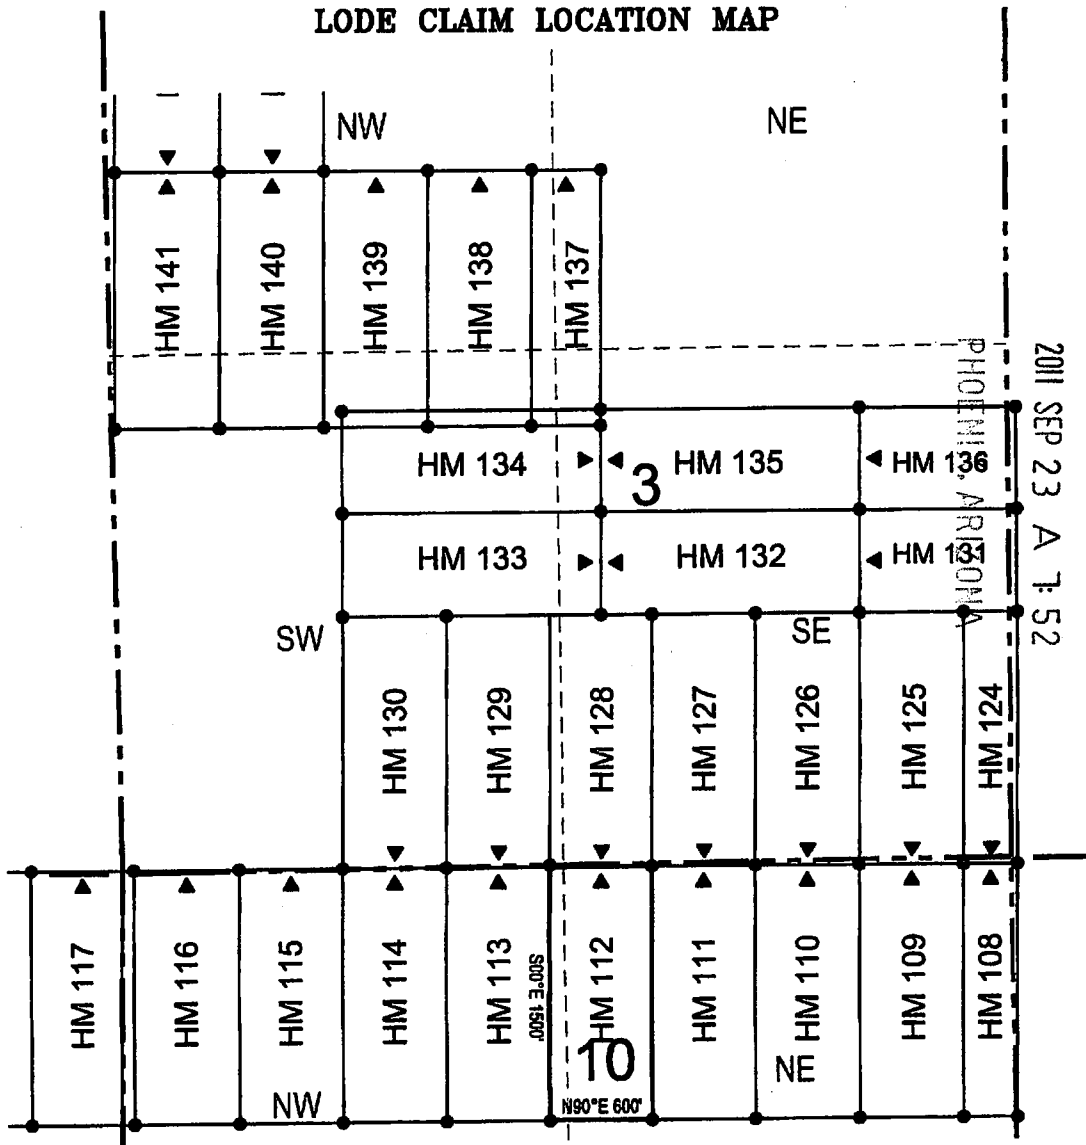 LODE CLAIM LOCATION MAP
NW
NE
HM 141
HM 140
HM 139
HM 138
HM 137
2011 SEP 23 A 7:52
PHOENIX, ARIZONA
HM 134
HM 135
HM 136
3
HM 133
HM 132
HM 131
SW
SE
HM 130
HM 129
HM 128
HM 127
HM 126
HM 125
HM 124
HM 117
HM 116
HM 115
HM 114
HM 113
S00°E 1500'
HM 112
HM 111
HM 110
HM 109
HM 108
10
NW
N90°E 600'
NE